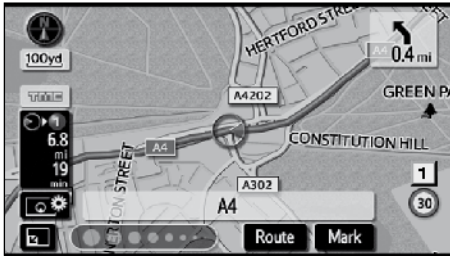 HERTFORD STREET
100yd
A4
0.4 mi
TMC
A4202
GREEN PA
1
6.8
mi
19
min
A4
CONSTITUTION HILL
1
A302
30
A4
Route
Mark